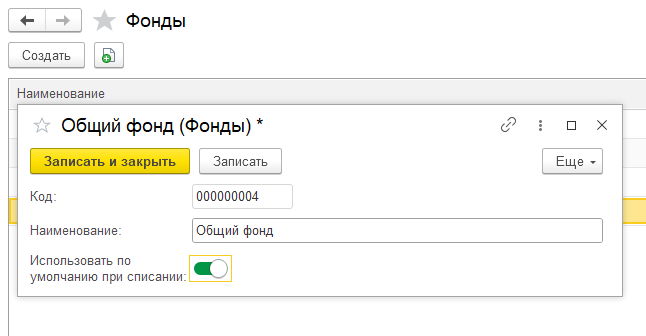 Фонды
Создать
Наименование
Общий фонд (Фонды) *
Записать и закрыть
Записать
Еще
Код:
000000004
Наименование:
Общий фонд
Использовать по
умолчанию при списании: